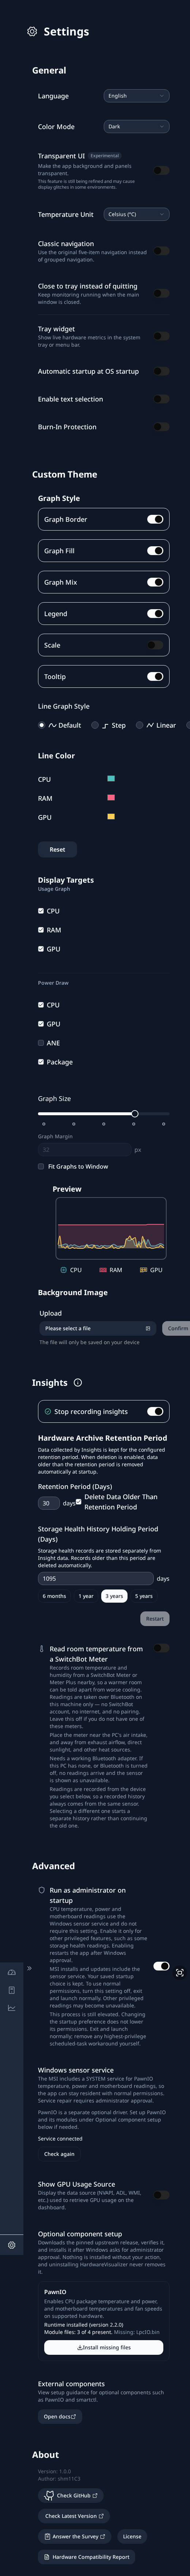 Settings
General
Language
English
Color Mode
Dark
Transparent UI
Experimental
Make the app background and panels
transparent.
This feature is still being refined and may cause
display glitches in some environments.
Temperature Unit
Celsius (°C)
Classic navigation
Use the original five-item navigation instead
of grouped navigation.
Close to tray instead of quitting
Keep monitoring running when the main
window is closed.
Tray widget
Show live hardware metrics in the system
tray or menu bar.
Automatic startup at OS startup
Enable text selection
Burn-In Protection
Custom Theme
Graph Style
Graph Border
Graph Fill
Graph Mix
Legend
Scale
Tooltip
Line Graph Style
Default
Step
Linear
Line Color
CPU
RAM
GPU
Reset
Display Targets
Usage Graph
CPU
RAM
GPU
Power Draw
CPU
GPU
ANE
Package
Graph Size
Graph Margin
32
px
Fit Graphs to Window
Preview
CPU
RAM
GPU
Background Image
Upload
Please select a file
Confirm
The file will only be saved on your device
Insights
Stop recording insights
Hardware Archive Retention Period
Data collected by Insights is kept for the configured
retention period. When deletion is enabled, data
older than the retention period is removed
automatically at startup.
Retention Period (Days)
30
days
Delete Data Older Than
Retention Period
Storage Health History Holding Period
(Days)
Storage health records are stored separately from
Insight data. Records older than this period are
deleted automatically.
1095
days
6 months
1 year
3 years
5 years
Restart
Read room temperature from
a SwitchBot Meter
Records room temperature and
humidity from a SwitchBot Meter or
Meter Plus nearby, so a warmer room
can be told apart from worse cooling.
Readings are taken over Bluetooth on
this machine only — no SwitchBot
account, no internet, and no pairing.
Leave this off if you do not have one of
these meters.
Place the meter near the PC's air intake,
and away from exhaust airflow, direct
sunlight, and other heat sources.
Needs a working Bluetooth adapter. If
this PC has none, or Bluetooth is turned
off, no readings arrive and the sensor
is shown as unavailable.
Readings are recorded from the device
you select below, so a recorded history
always comes from the same sensor.
Selecting a different one starts a
separate history rather than continuing
the old one.
Advanced
Run as administrator on
startup
CPU temperature, power and
motherboard readings come from the
Windows sensor service and do not
require this setting. Enable it only for
other privileged features, such as some
storage health readings. Enabling
restarts the app after Windows
approval.
MSI installs and updates include the
sensor service. Your saved startup
choice is kept. To use normal
permissions, turn this setting off, exit
the app and launch normally. Other
privileged readings may become unavailable.
This process is still elevated. Changing
the startup preference does not lower
its permissions. Exit and launch
normally; remove any highest-privilege
scheduled-task workaround yourself.
Windows sensor service
The MSI includes a SYSTEM service for PawnIO
temperature, power and motherboard readings, so
the app can stay resident with normal permissions.
Service repair requires administrator approval.
PawnIO is a separate optional driver. Set up PawnIO
and its modules under Optional component setup
below if needed.
Service connected
Check again
Show GPU Usage Source
Display the data source (NVAPI, ADL, WMI,
etc.) used to retrieve GPU usage on the
dashboard.
Optional component setup
Downloads the pinned upstream release, verifies it,
and installs it after Windows asks for administrator
approval. Nothing is installed without your action,
and uninstalling HardwareVisualizer never removes
it.
PawnIO
Enables CPU package temperature and power,
and motherboard temperatures and fan speeds
on supported hardware.
Runtime installed (version 2.2.0)
Module files: 3 of 4 present. Missing: LpcIO.bin
Install missing files
External components
View setup guidance for optional components such
as PawnIO and smartctl.
Open docs
About
Version: 1.0.0
Author: shm11C3
Check GitHub
Check Latest Version
Answer the Survey
License
Hardware Compatibility Report